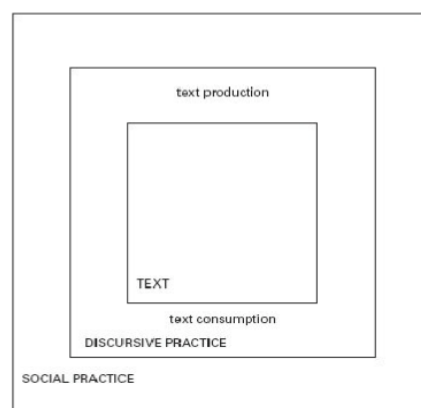 text production
TEXT
text consumption
DISCURSIVE PRACTICE
SOCIAL PRACTICE